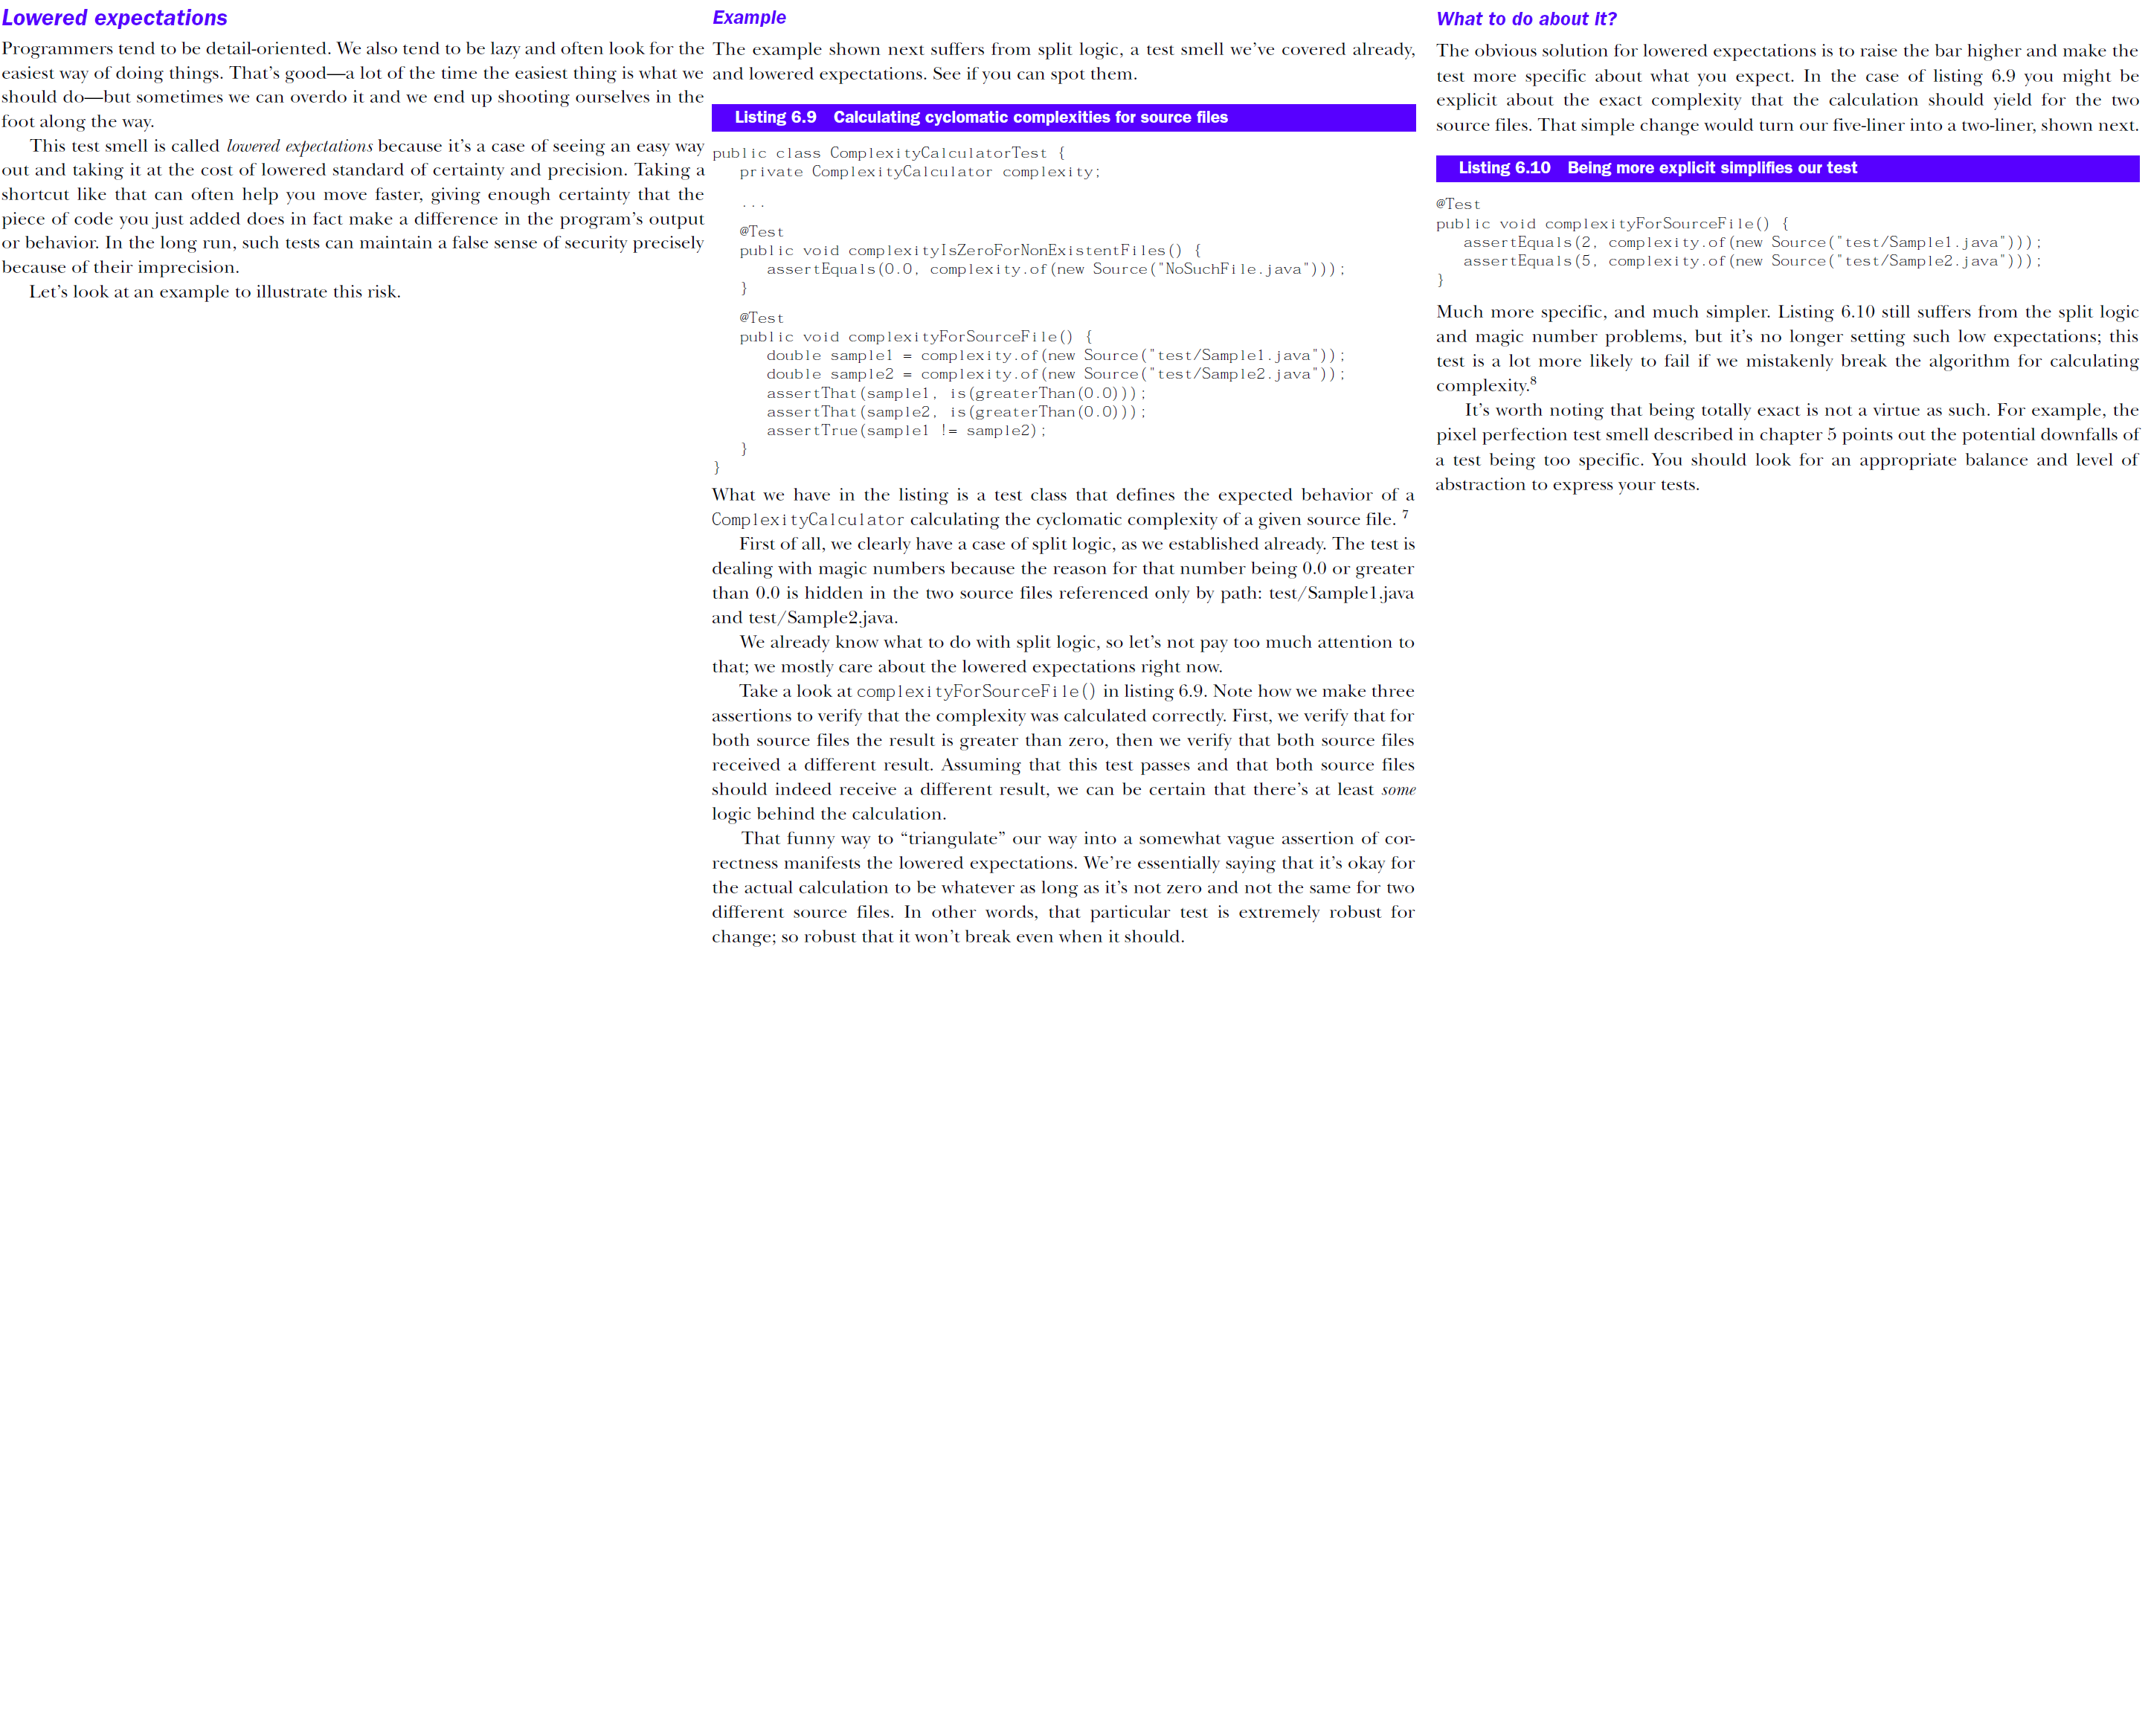 Lowered expectations
Programmers tend to be detail-oriented. We also tend to be lazy and often look for the
easiest way of doing things. That's good—a lot of the time the easiest thing is what we
should do—but sometimes we can overdo it and we end up shooting ourselves in the
foot along the way.
This test smell is called lowered expectations because it's a case of seeing an easy way
out and taking it at the cost of lowered standard of certainty and precision. Taking a
shortcut like that can often help you move faster, giving enough certainty that the
piece of code you just added does in fact make a difference in the program's output
or behavior. In the long run, such tests can maintain a false sense of security precisely
because of their imprecision.
Let's look at an example to illustrate this risk.
Example
The example shown next suffers from split logic, a test smell we've covered already,
and lowered expectations. See if you can spot them.
Listing 6.9 Calculating cyclomatic complexities for source files
public class ComplexityCalculatorTest {
private ComplexityCalculator complexity;
...
@Test
public void complexityIsZeroForNonExistentFiles() {
assertEquals(0.0, complexity.of(new Source("NoSuchFile.java")));
}
@Test
public void complexityForSourceFile() {
double sample1 = complexity.of(new Source("test/Sample1.java"));
double sample2 = complexity.of(new Source("test/Sample2.java"));
assertThat(sample1, is(greaterThan(0.0)));
assertThat(sample2, is(greaterThan(0.0)));
assertTrue(sample1 != sample2);
}
}
What we have in the listing is a test class that defines the expected behavior of a
ComplexityCalculator calculating the cyclomatic complexity of a given source file. 7
First of all, we clearly have a case of split logic, as we established already. The test is
dealing with magic numbers because the reason for that number being 0.0 or greater
than 0.0 is hidden in the two source files referenced only by path: test/Sample1.java
and test/Sample2.java.
We already know what to do with split logic, so let's not pay too much attention to
that; we mostly care about the lowered expectations right now.
Take a look at complexityForSourceFile() in listing 6.9. Note how we make three
assertions to verify that the complexity was calculated correctly. First, we verify that for
both source files the result is greater than zero, then we verify that both source files
received a different result. Assuming that this test passes and that both source files
should indeed receive a different result, we can be certain that there's at least some
logic behind the calculation.
That funny way to “triangulate” our way into a somewhat vague assertion of cor-
rectness manifests the lowered expectations. We're essentially saying that it's okay for
the actual calculation to be whatever as long as it's not zero and not the same for two
different source files. In other words, that particular test is extremely robust for
change; so robust that it won't break even when it should.
What to do about it?
The obvious solution for lowered expectations is to raise the bar higher and make the
test more specific about what you expect. In the case of listing 6.9 you might be
explicit about the exact complexity that the calculation should yield for the two
source files. That simple change would turn our five-liner into a two-liner, shown next.
Listing 6.10 Being more explicit simplifies our test
@Test
public void complexityForSourceFile() {
assertEquals(2, complexity.of(new Source("test/Sample1.java")));
assertEquals(5, complexity.of(new Source("test/Sample2.java")));
}
Much more specific, and much simpler. Listing 6.10 still suffers from the split logic
and magic number problems, but it's no longer setting such low expectations; this
test is a lot more likely to fail if we mistakenly break the algorithm for calculating
complexity.8
It's worth noting that being totally exact is not a virtue as such. For example, the
pixel perfection test smell described in chapter 5 points out the potential downfalls of
a test being too specific. You should look for an appropriate balance and level of
abstraction to express your tests.